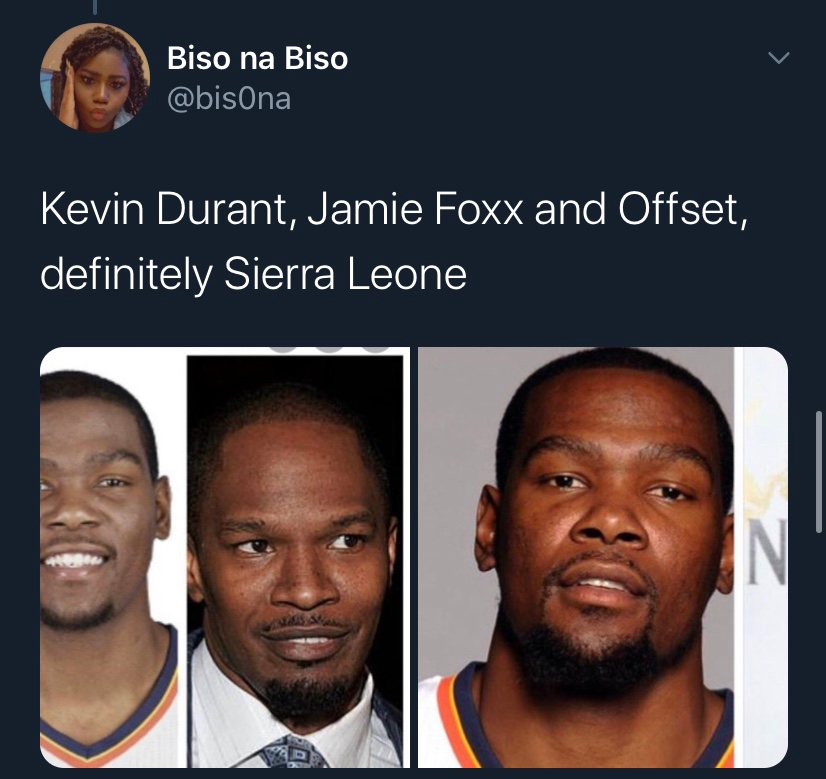 Biso na Biso
@bis0na
Kevin Durant, Jamie Foxx and Offset,
definitely Sierra Leone
N